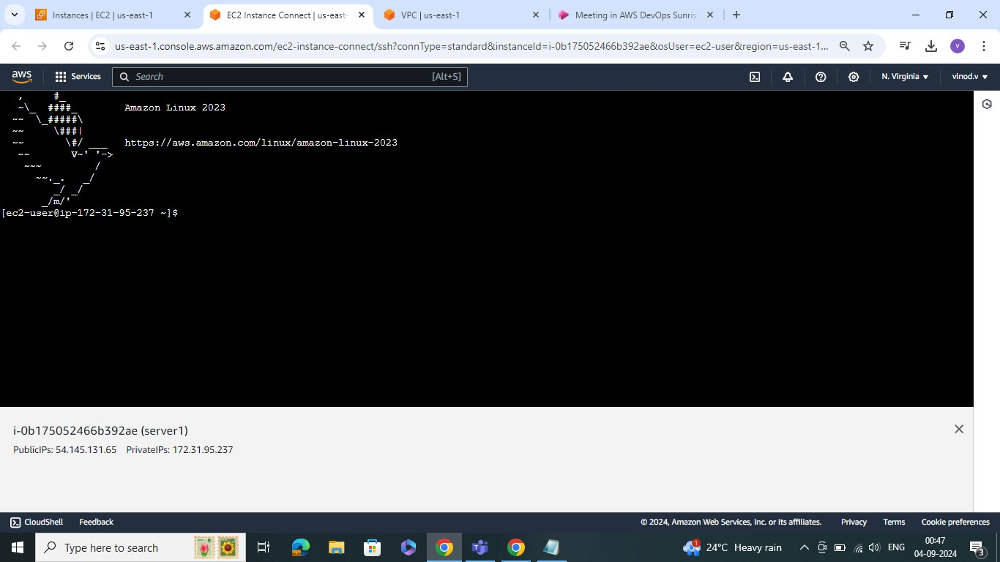 Instances | EC2 | us-east-1
EC2 Instance Connect | us-east-
VPC | us-east-1
Meeting in AWS DevOps Sunris
us-east-1.console.aws.amazon.com/ec2-instance-connect/ssh?connType=standard&instanceId=i-0b175052466b392ae&osUser=ec2-user&region=us-east-1...
V
aws
Services
Search
[Alt+S]
N. Virginia
vinod.v
   ,     #_
   ~\_  ####_        Amazon Linux 2023
  ~~  \_#####\
  ~~     \###|
  ~~       \#/ ___   https://aws.amazon.com/linux/amazon-linux-2023
   ~~       V~' '->
    ~~~         /
      ~~._.   _/
         _/ _/
       _/m/'
[ec2-user@ip-172-31-95-237 ~]$
i-0b175052466b392ae (server1)
PublicIPs: 54.145.131.65 PrivateIPs: 172.31.95.237
CloudShell
Feedback
© 2024, Amazon Web Services, Inc. or its affiliates.
Privacy
Terms
Cookie preferences
Type here to search
1
24°C Heavy rain
ENG
00:47
04-09-2024
3